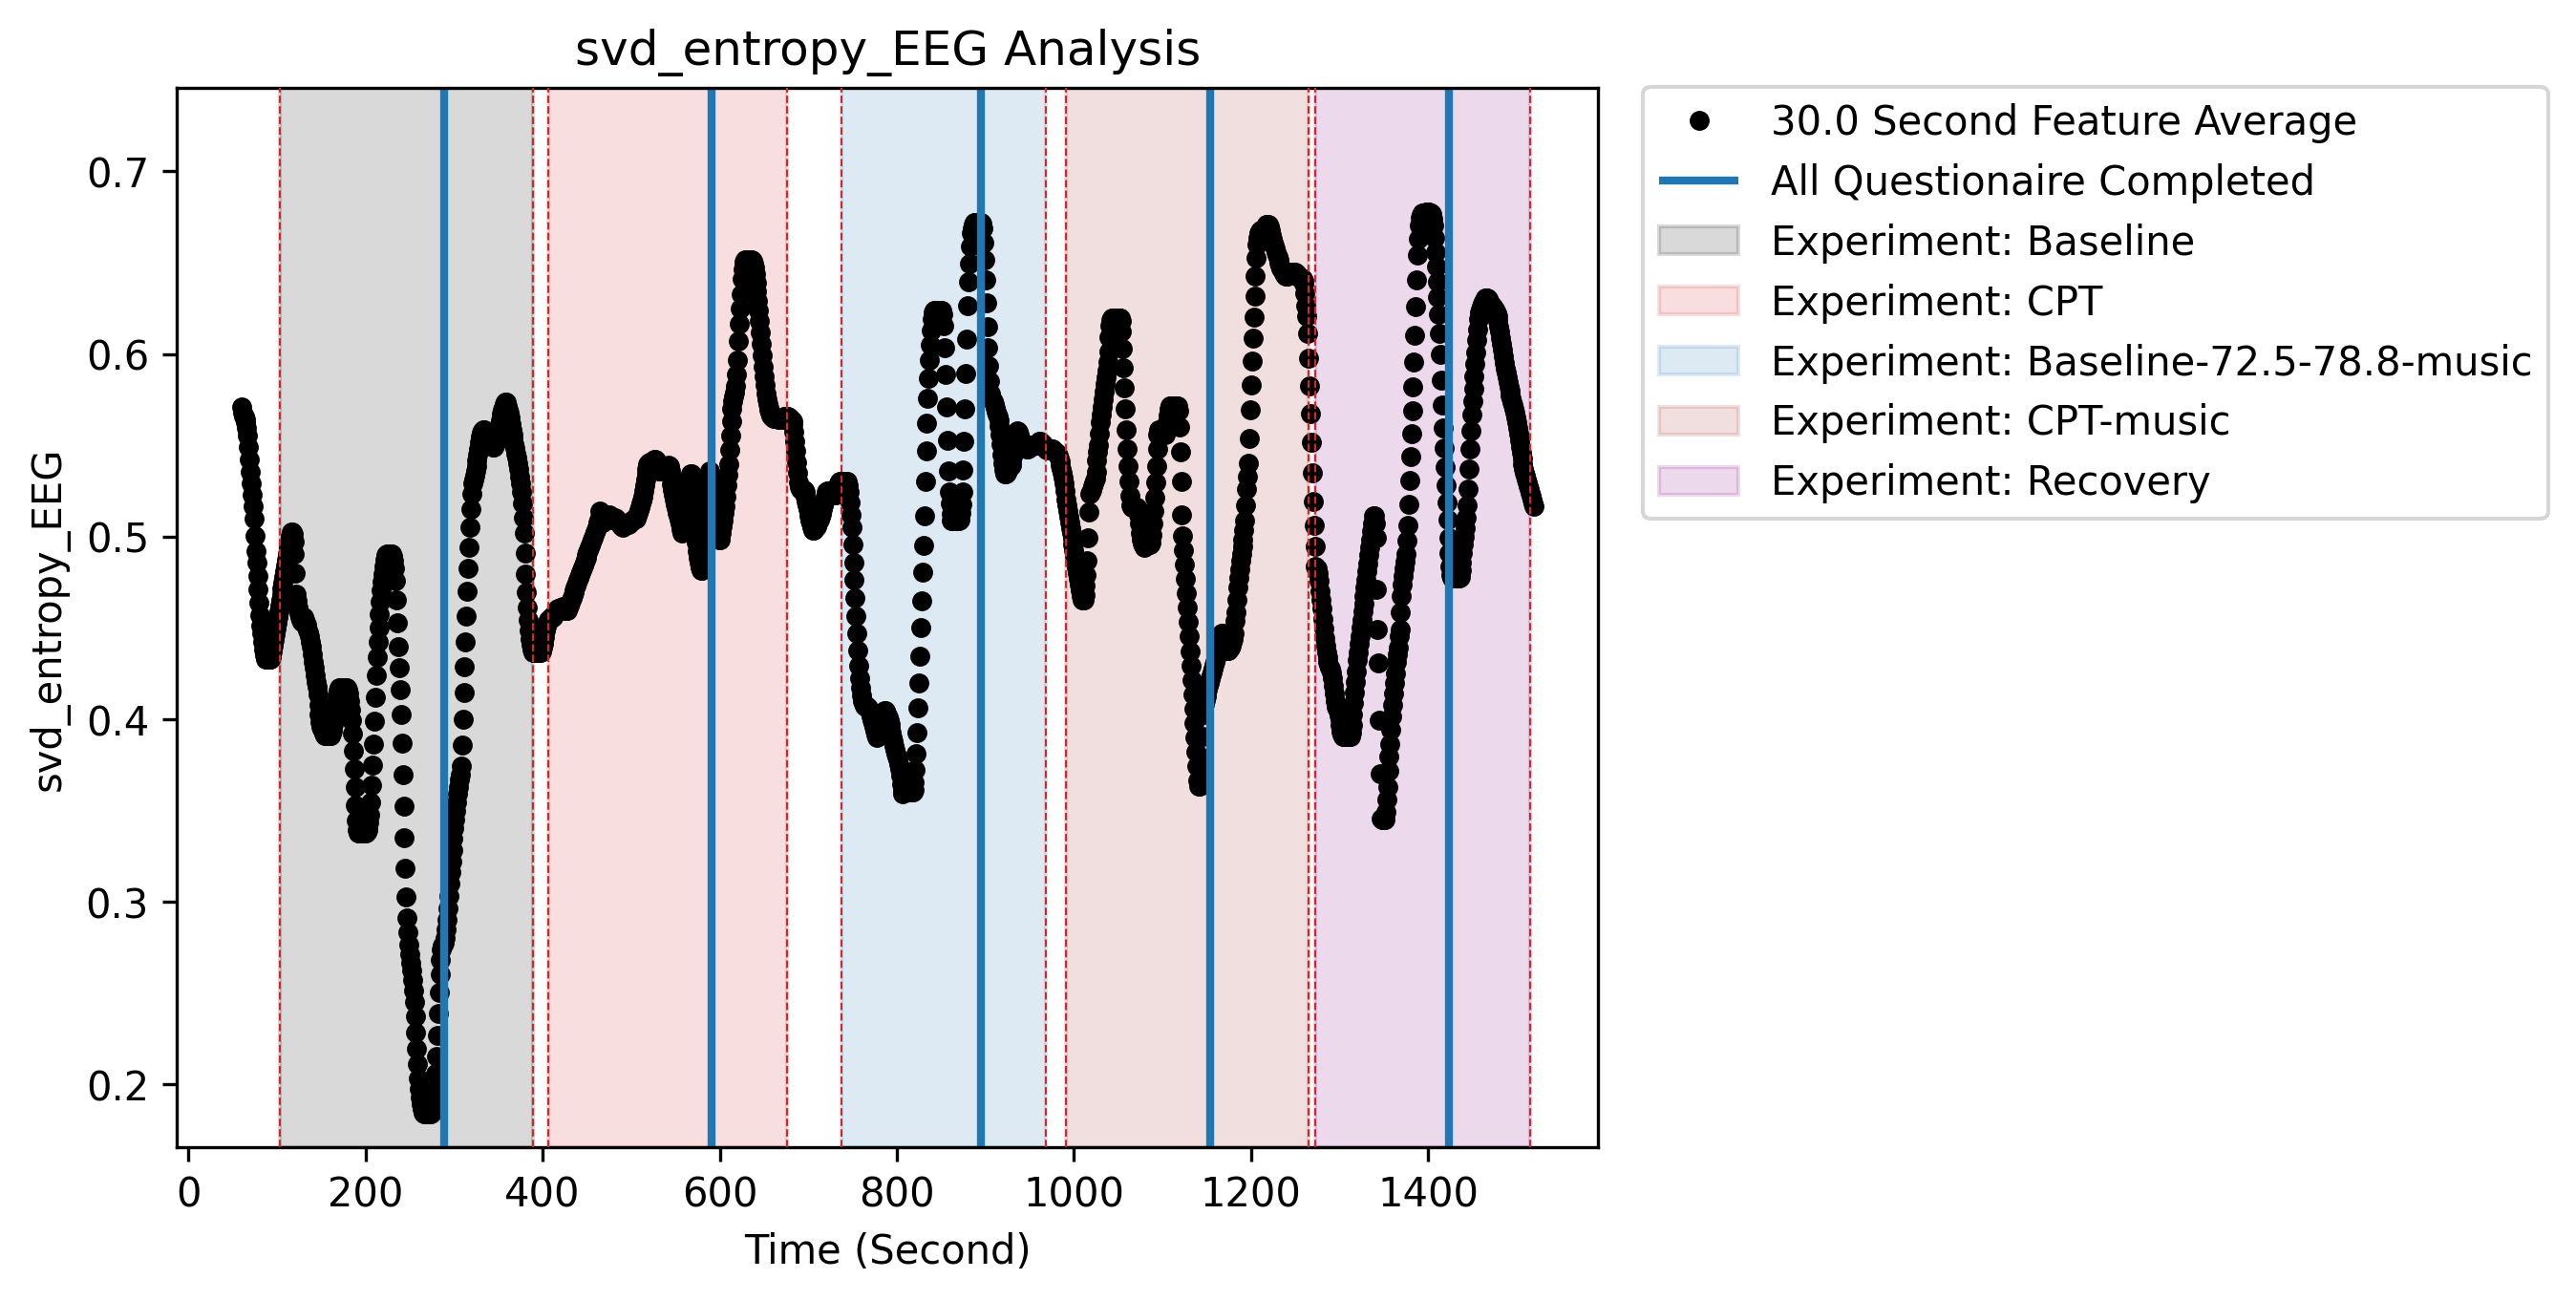 svd_entropy_EEG Analysis
svd_entropy_EEG
0.7
0.6
0.5
0.4
0.3
0.2
0
200
400
600
800
1000
1200
1400
Time (Second)
30.0 Second Feature Average
All Questionaire Completed
Experiment: Baseline
Experiment: CPT
Experiment: Baseline-72.5-78.8-music
Experiment: CPT-music
Experiment: Recovery